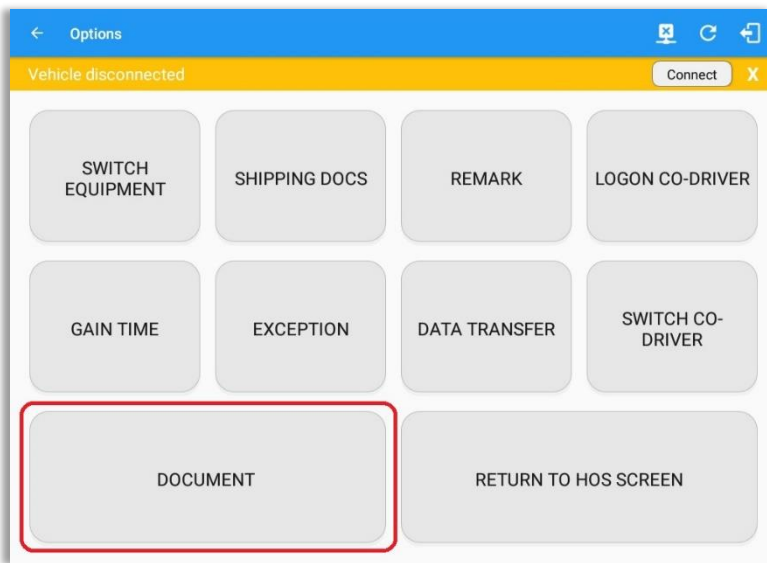 Options
Vehicle disconnected
Connect
X
SWITCH
EQUIPMENT
SHIPPING DOCS
REMARK
LOGON CO-DRIVER
GAIN TIME
EXCEPTION
DATA TRANSFER
SWITCH CO-
DRIVER
DOCUMENT
RETURN TO HOS SCREEN